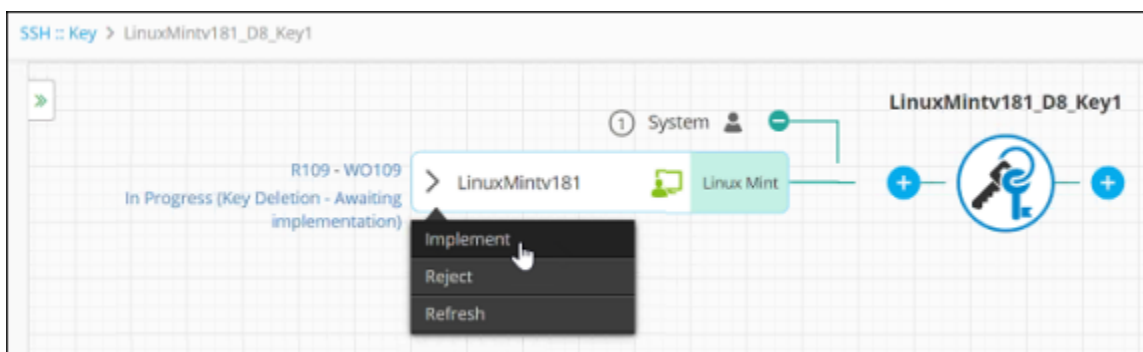 SSH :: Key > LinuxMintv181_D8_Key1
LinuxMintv181_D8_Key1
1 System
R109 - WO109
In Progress (Key Deletion - Awaiting
implementation)
LinuxMintv181
Linux Mint
Implement
Reject
Refresh